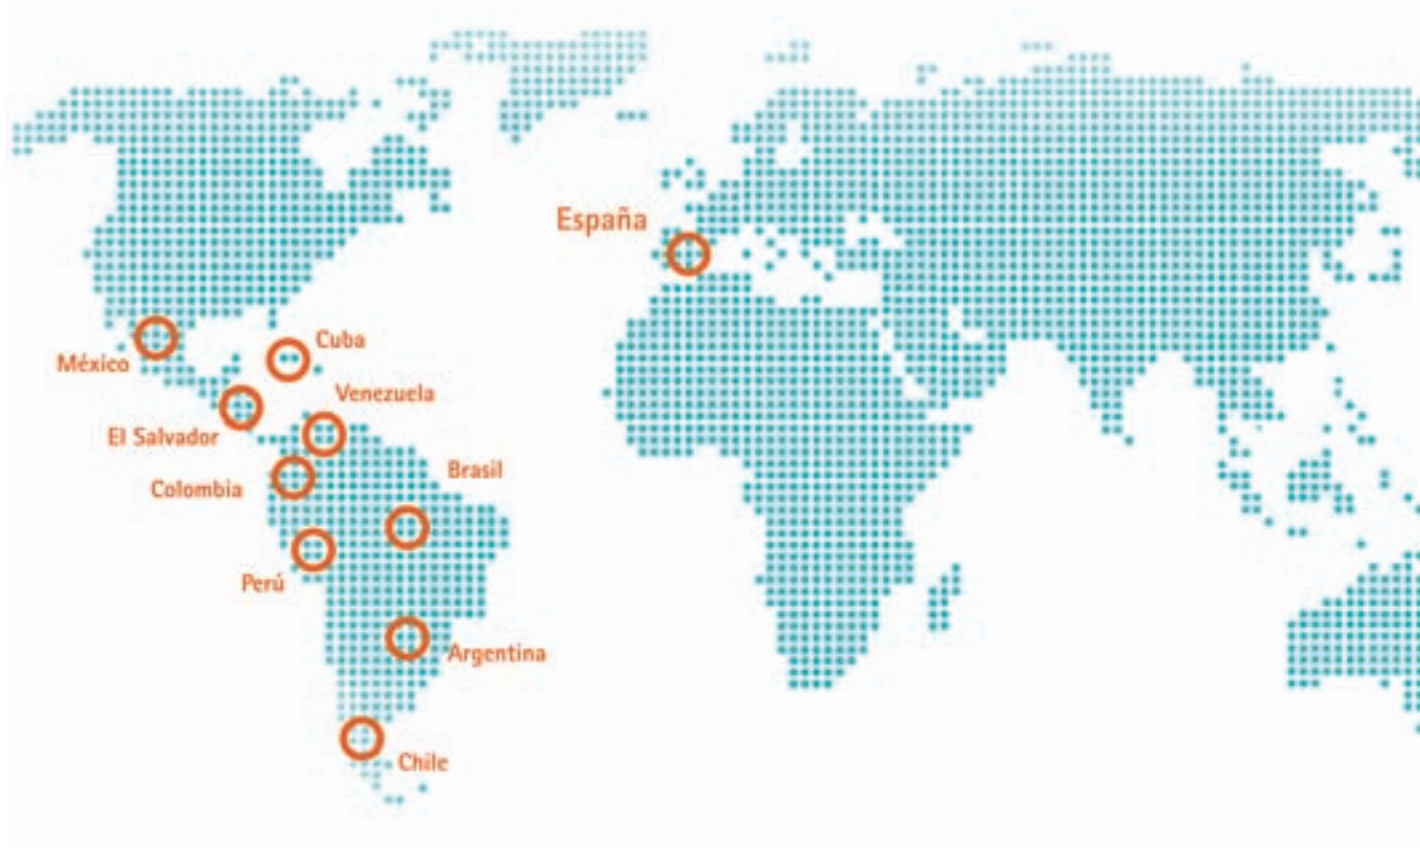 España
Cuba
México
Venezuela
El Salvador
Brasil
Colombia
Perú
Argentina
Chile